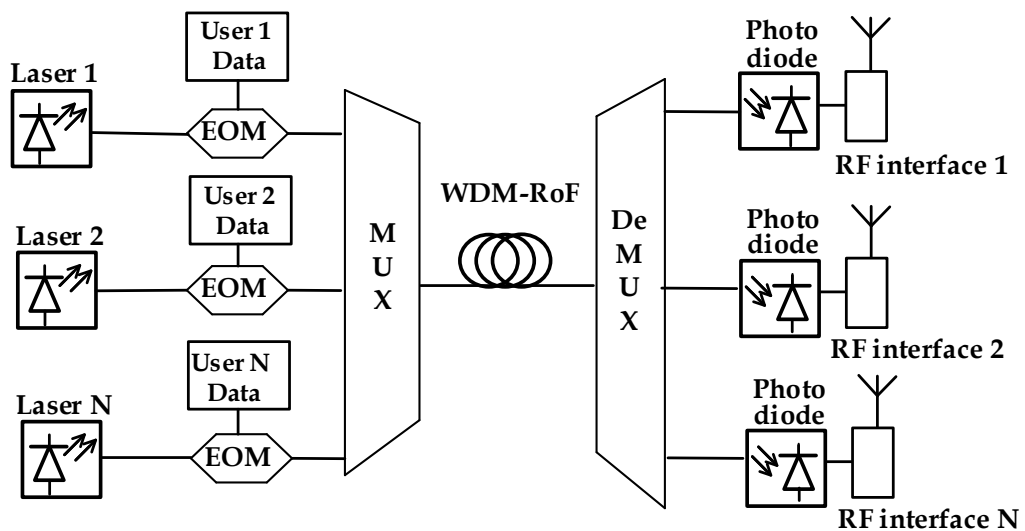 Laser 1
User 1
Data
EOM
Laser 2
User 2
Data
EOM
Laser N
User N
Data
EOM
M
U
X
WDM-RoF
De
M
U
X
Photo
diode
RF interface 1
Photo
diode
RF interface 2
Photo
diode
RF interface N